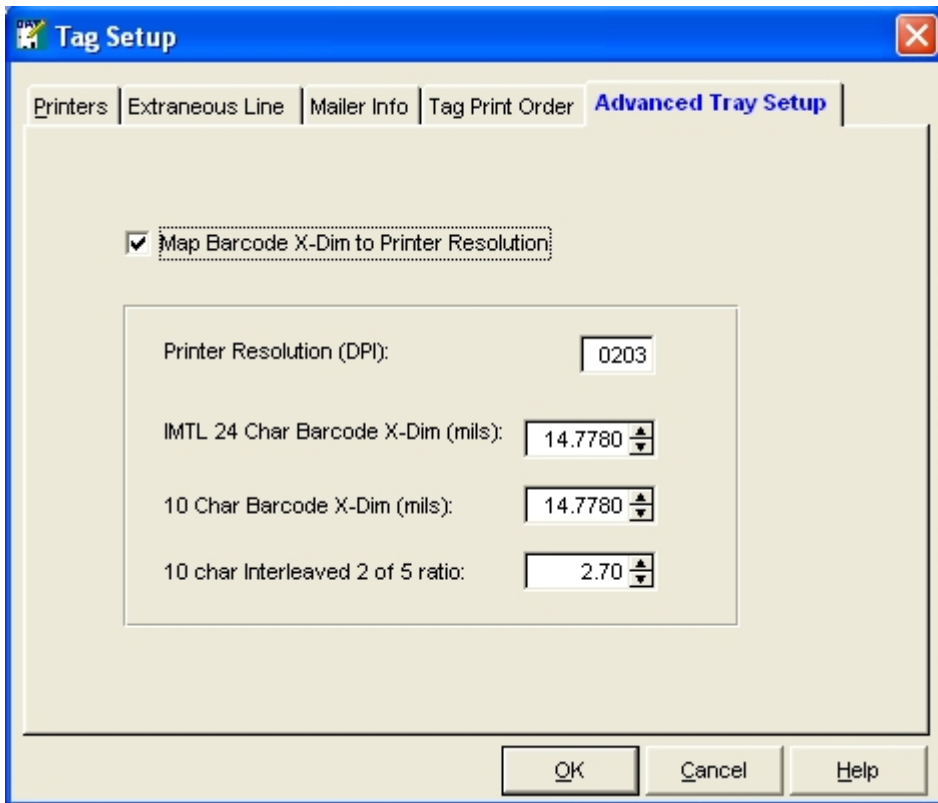 Tag Setup
Printers Extraneous Line Mailer Info Tag Print Order Advanced Tray Setup
Map Barcode X-Dim to Printer Resolution
Printer Resolution (DPI): 0203
IMTL 24 Char Barcode X-Dim (mils): 14.7780
10 Char Barcode X-Dim (mils): 14.7780
10 char Interleaved 2 of 5 ratio: 2.70
OK Cancel Help